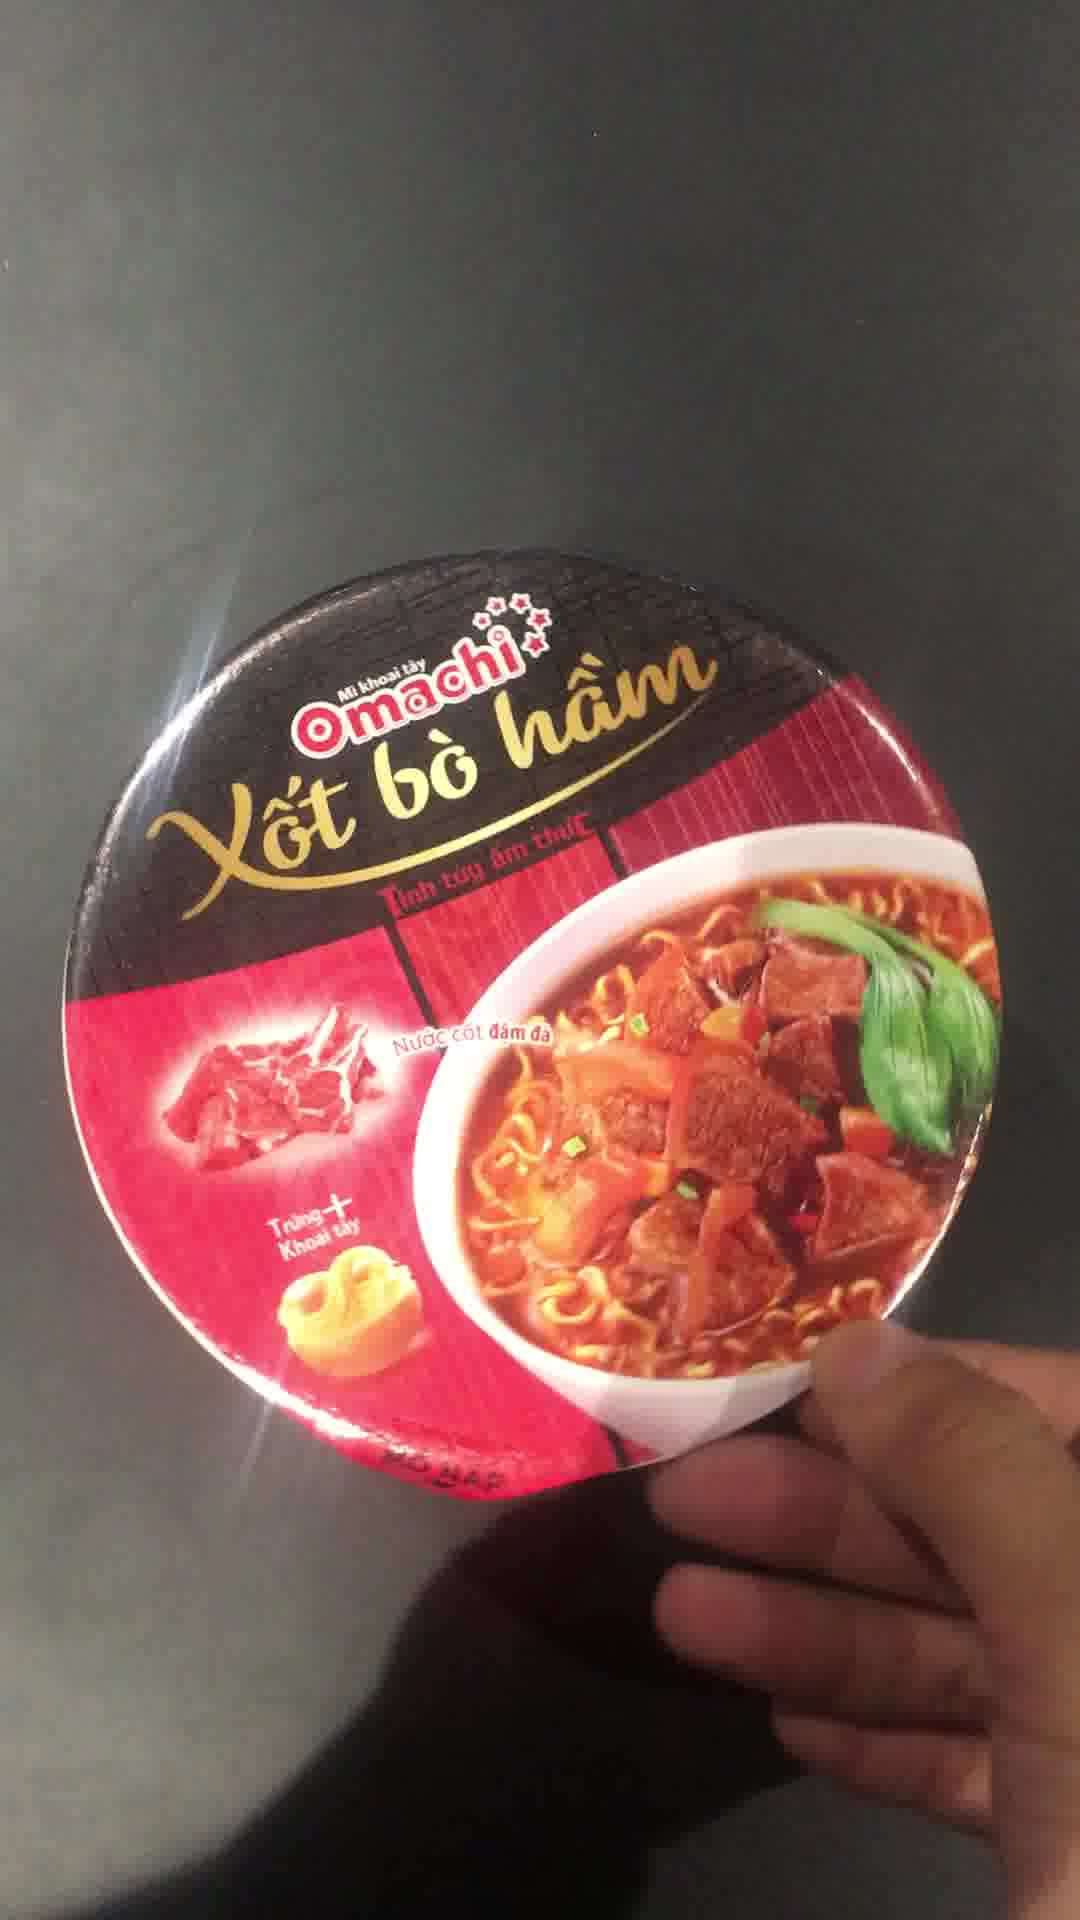 Mì khoai tây
Omachi
Xốt bò hầm
Tinh túy ẩm thực
Nước cốt đậm đà
Trứng+
Khoai tây